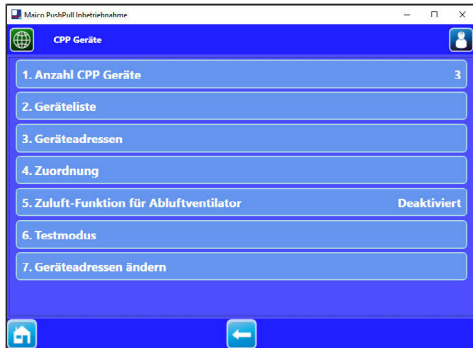 Maico PushPull Inbetriebnahme
CPP Geräte
1. Anzahl CPP Geräte 3
2. Geräteliste
3. Geräteadressen
4. Zuordnung
5. Zuluft-Funktion für Abluftventilator Deaktiviert
6. Testmodus
7. Geräteadressen ändern